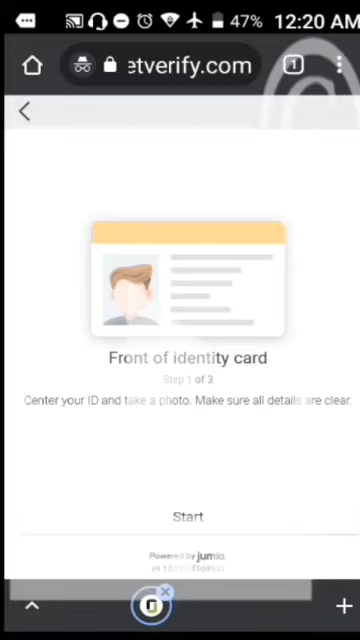 47% 12:20 AM
etverify.com 1
Front of identity card
Step 1 of 3
Center your ID and take a photo. Make sure all details are clear.
Start
Powered by jumio